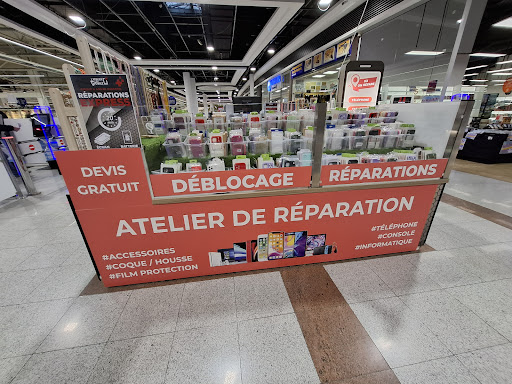 RÉPARATIONS
EXPRESS
DEVIS
GRATUIT
DÉBLOCAGE
RÉPARATIONS
ATELIER DE RÉPARATION
#ACCESSOIRES
#COQUE / HOUSSE
#FILM PROTECTION
#TÉLÉPHONE
#CONSOLE
#INFORMATIQUE